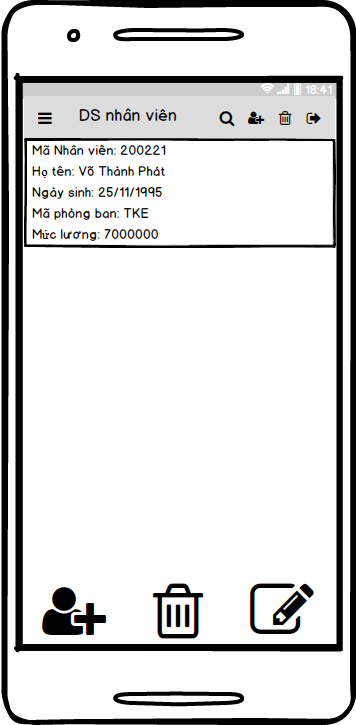 18:41
DS nhân viên
Mã Nhân viên: 200221
Họ tên: Võ Thành Phát
Ngày sinh: 25/11/1995
Mã phòng ban: TKE
Mức lương: 7000000